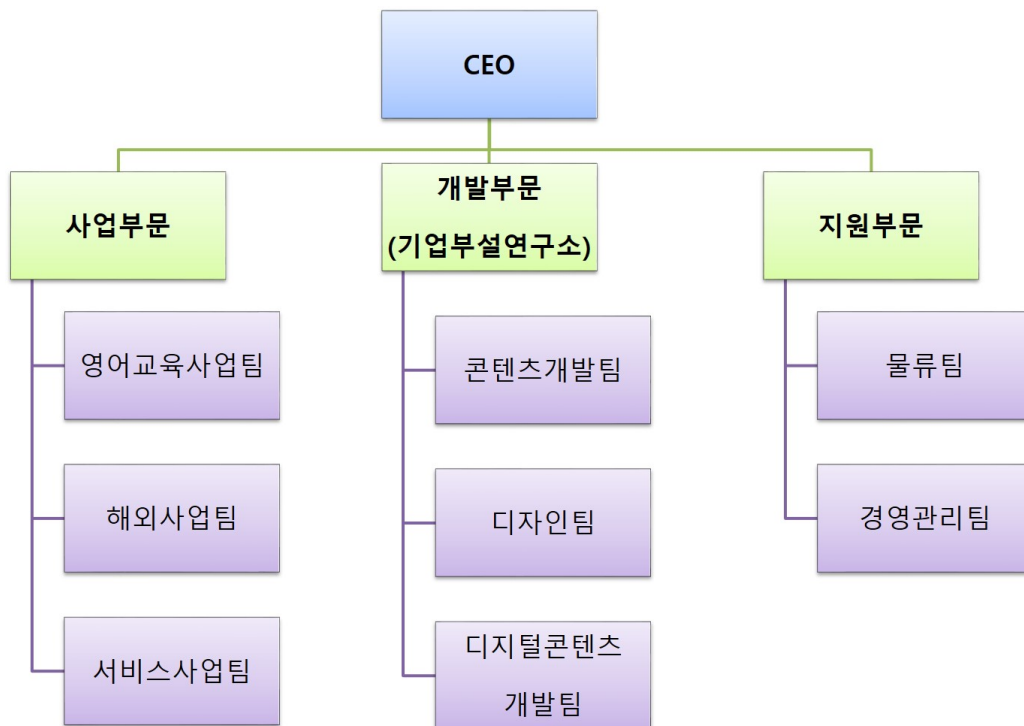 CEO
사업부문
개발부문
(기업부설연구소)
지원부문
영어교육사업팀
콘텐츠개발팀
물류팀
해외사업팀
디자인팀
경영관리팀
서비스사업팀
디지털콘텐츠
개발팀